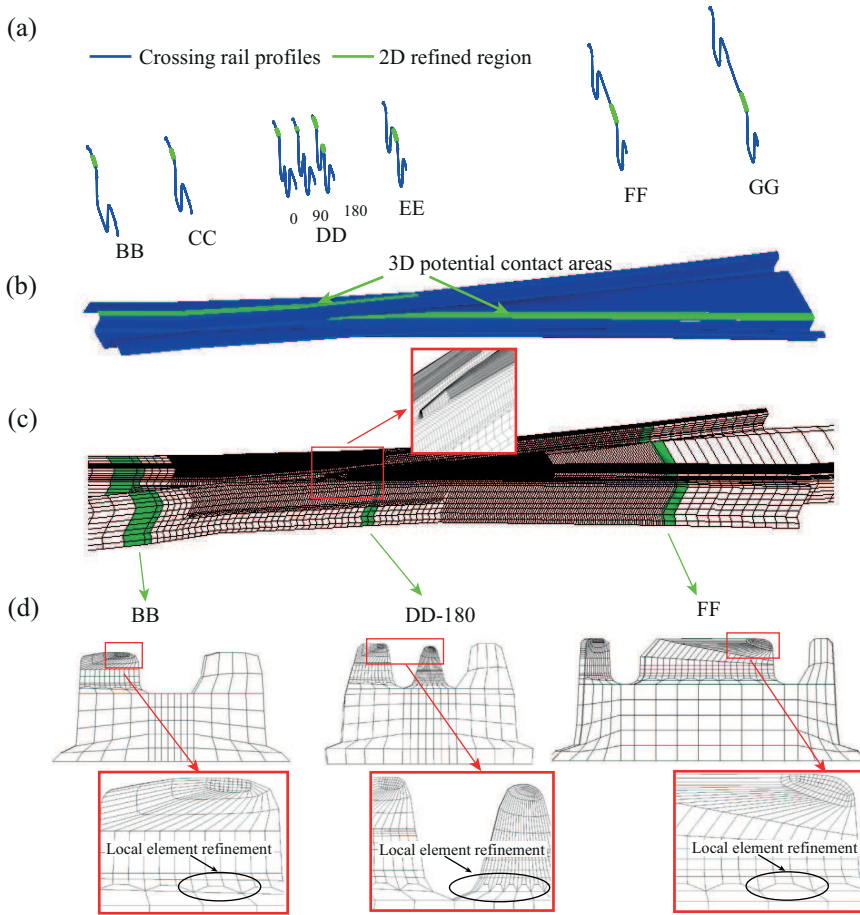 (a)
Crossing rail profiles
2D refined region
BB
CC
0
90
180
DD
EE
FF
GG
(b)
3D potential contact areas
(c)
BB
DD-180
FF
(d)
Local element refinement
Local element refinement
Local element refinement